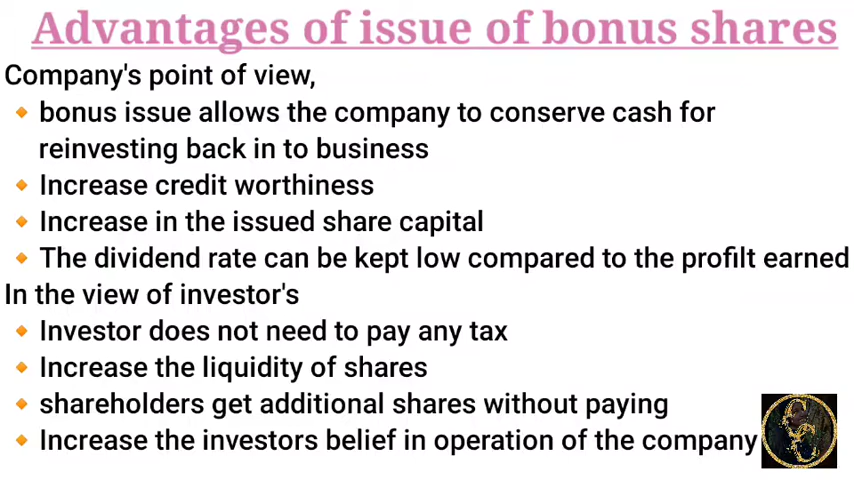 Advantages of issue of bonus shares
Company's point of view,
🔸 bonus issue allows the company to conserve cash for
reinvesting back in to business
🔸 Increase credit worthiness
🔸 Increase in the issued share capital
🔸 The dividend rate can be kept low compared to the profilt earned
In the view of investor's
🔸 Investor does not need to pay any tax
🔸 Increase the liquidity of shares
🔸 shareholders get additional shares without paying
🔸 Increase the investors belief in operation of the company